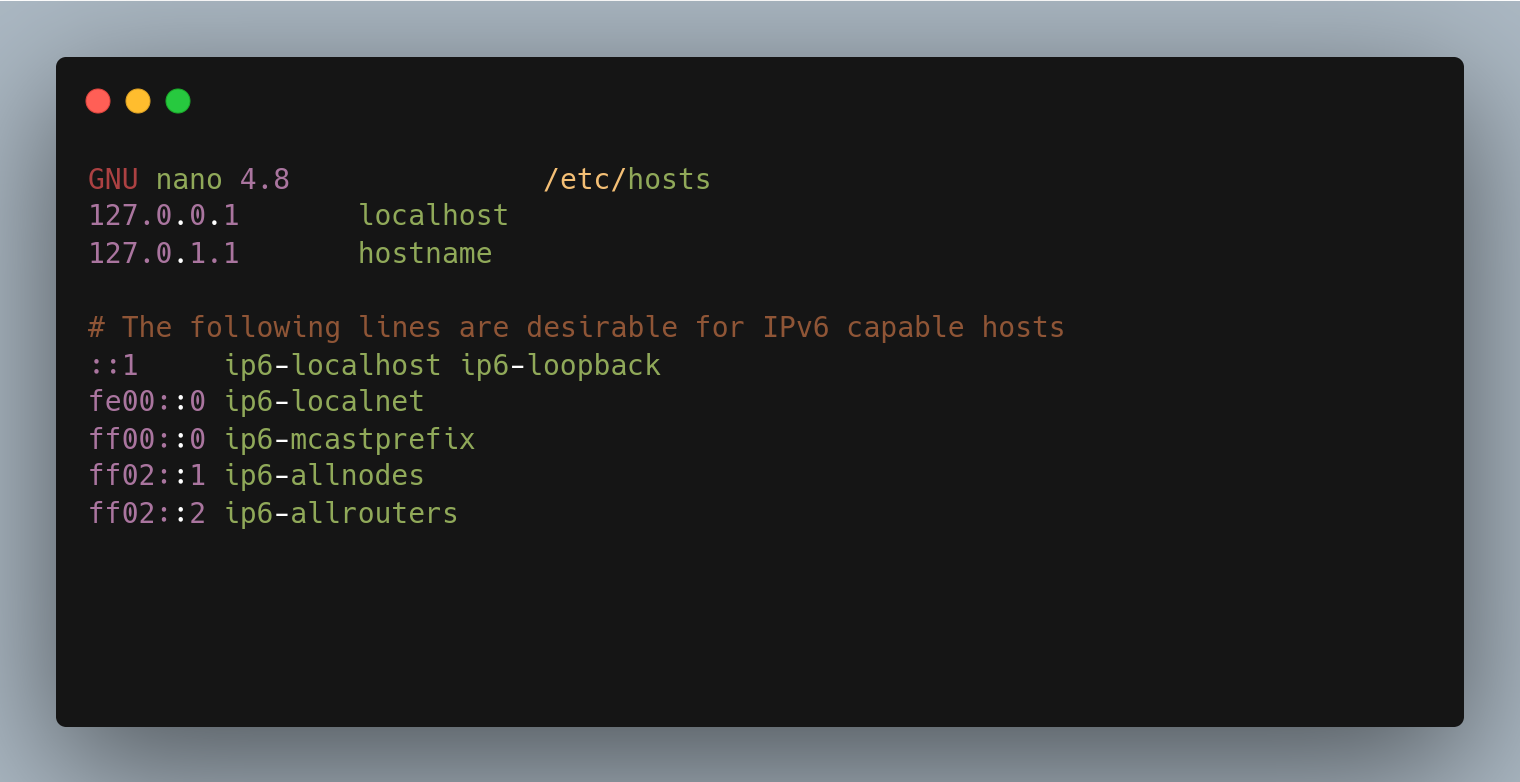 GNU nano 4.8 /etc/hosts
127.0.0.1 localhost
127.0.1.1 hostname
# The following lines are desirable for IPv6 capable hosts
::1 ip6-localhost ip6-loopback
fe00::0 ip6-localnet
ff00::0 ip6-mcastprefix
ff02::1 ip6-allnodes
ff02::2 ip6-allrouters